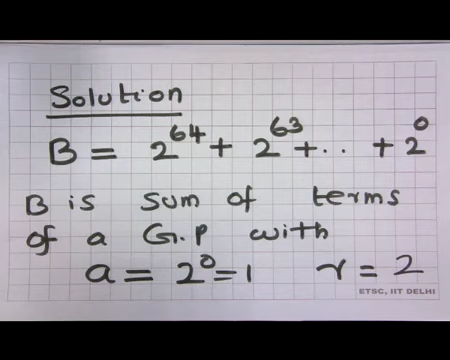 Solution
B = 2^64 + 2^63 + .. + 2^0
B is sum of terms
of a G.P with
a = 2^0 = 1 r = 2
ETSC, IIT DELHI